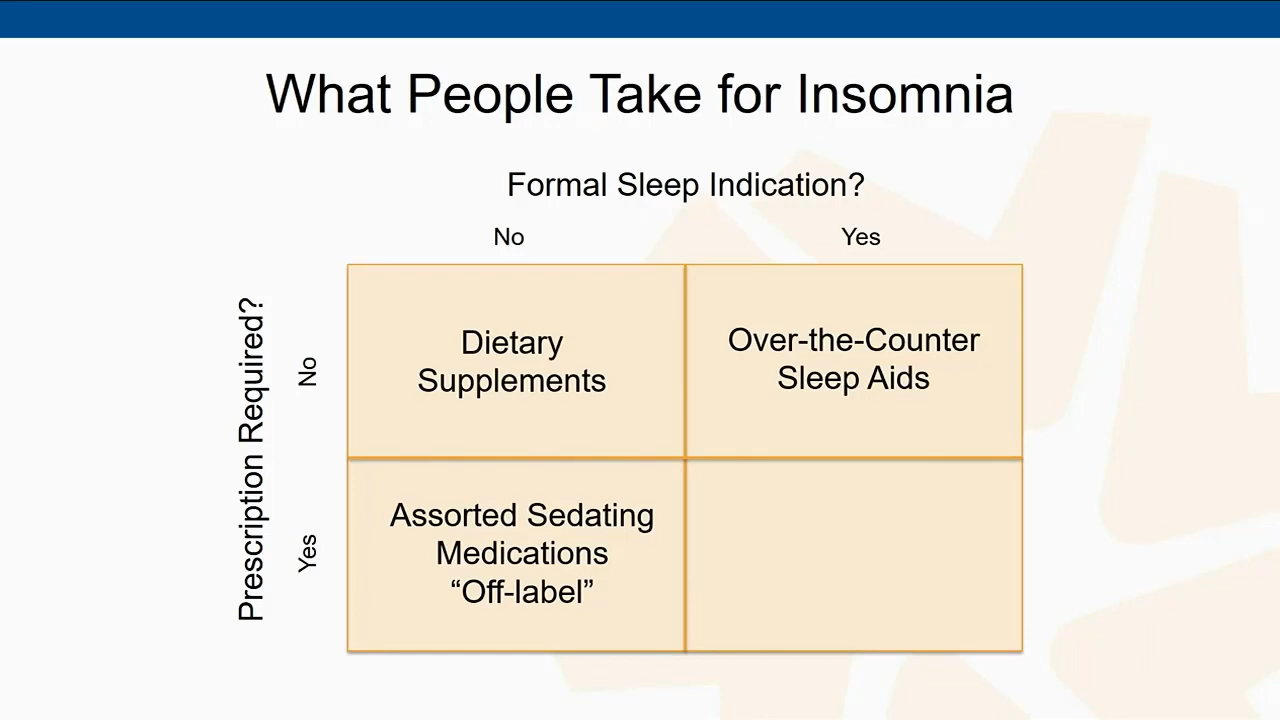 What People Take for Insomnia
Formal Sleep Indication?
No
Yes
Prescription Required?
No
Dietary
Supplements
Over-the-Counter
Sleep Aids
Yes
Assorted Sedating
Medications
“Off-label”